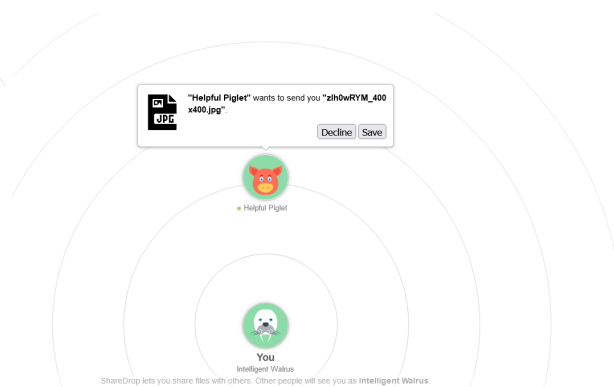 "Helpful Piglet" wants to send you "zlh0wRYM_400
x400.jpg".
JPG
Decline Save
Helpful Piglet
You
Intelligent Walrus
ShareDrop lets you share files with others. Other people will see you as Intelligent Walrus.